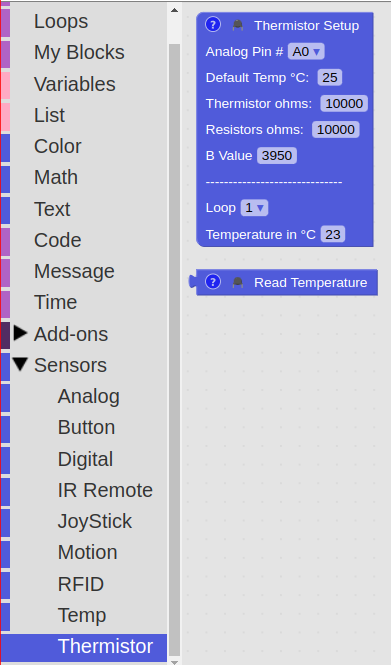 Loops
My Blocks
Variables
List
Color
Math
Text
Code
Message
Time
Add-ons
Sensors
Analog
Button
Digital
IR Remote
JoyStick
Motion
RFID
Temp
Thermistor
? Thermistor Setup
Analog Pin # A0
Default Temp °C: 25
Thermistor ohms: 10000
Resistors ohms: 10000
B Value 3950
------------------------------
Loop 1
Temperature in °C 23
? Read Temperature